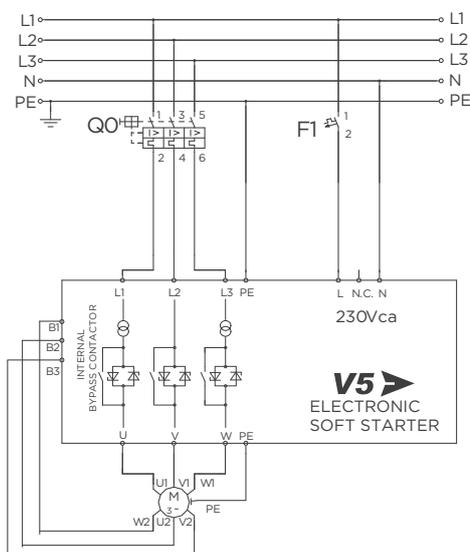 L1 L1
L2 L2
L3 L3
N N
PE PE
Q0 1 3 5
F1 1
I> I> I>
2
2 4 6
L1 L2 L3 PE L N.C. N
230Vca
B1
B2
B3
INTERNAL
BYPASS CONTACTOR
V5
ELECTRONIC
SOFT STARTER
U V W PE
U1 V1 W1
M
3~
PE
W2 U2 V2